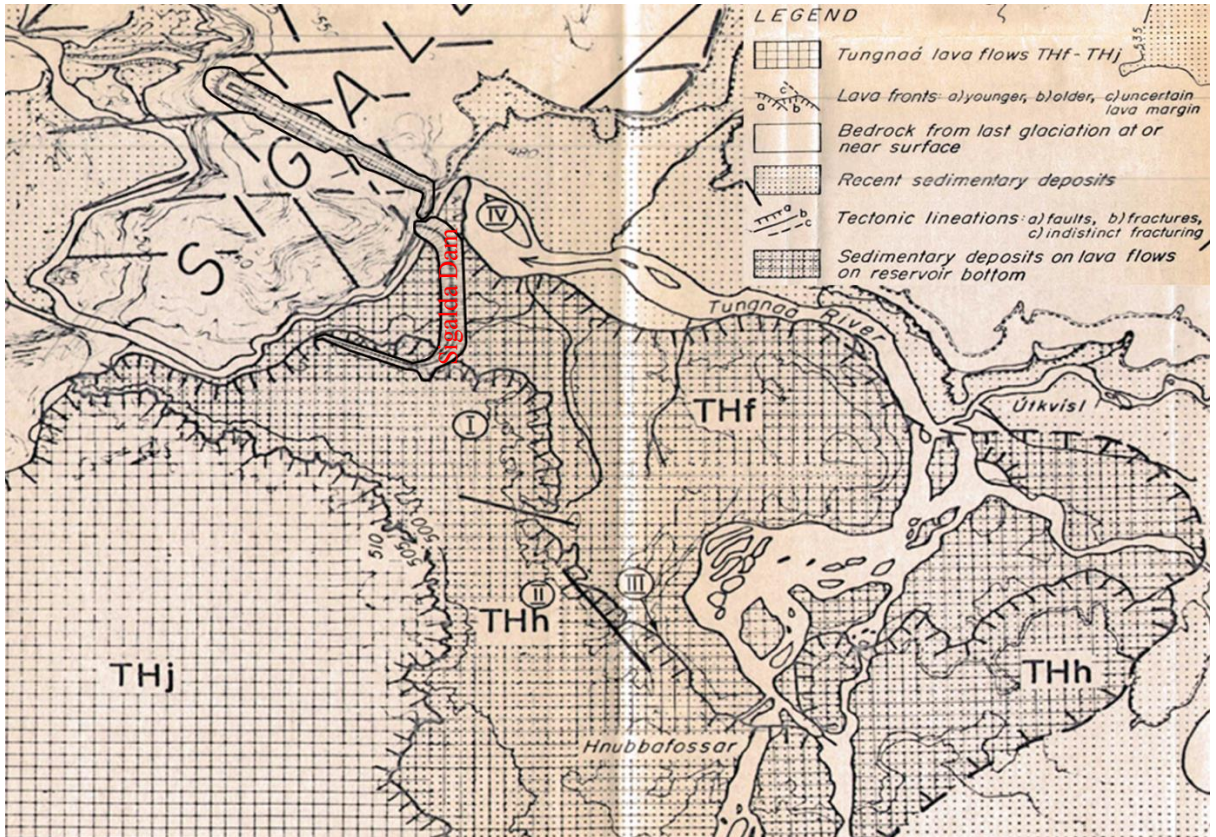 LEGEND
Tungnaá lava flows THf - THj
Lava fronts: a) younger, b) older, c) uncertain
lava margin
a b c
Bedrock from last glaciation at or
near surface
Recent sedimentary deposits
Tectonic lineations: a) faults, b) fractures,
c) indistinct fracturing
a b c
Sedimentary deposits on lava flows
on reservoir bottom
535
S I G A
IV
Sigalda Dam
Tungnaá River
Útkvísl
THf
I
500
505
510
II
III
THh
THj
THh
Hnubbafossar